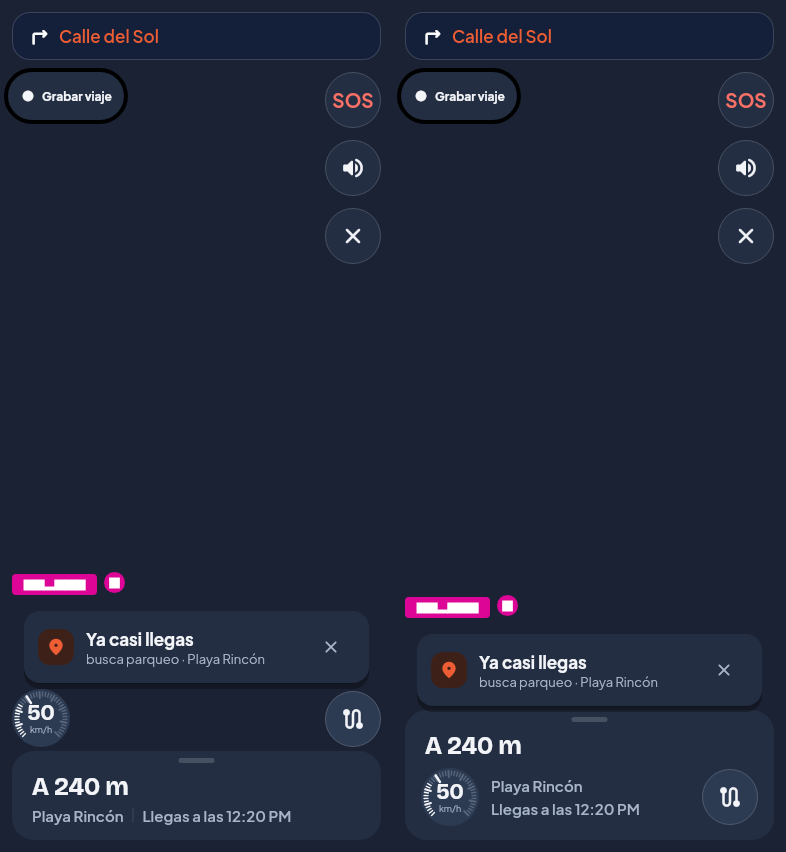 Calle del Sol
Grabar viaje
SOS
Ya casi llegas
busca parqueo · Playa Rincón
50
km/h
A 240 m
Playa Rincón
Llegas a las 12:20 PM
Calle del Sol
Grabar viaje
SOS
Ya casi llegas
busca parqueo · Playa Rincón
A 240 m
50
km/h
Playa Rincón
Llegas a las 12:20 PM